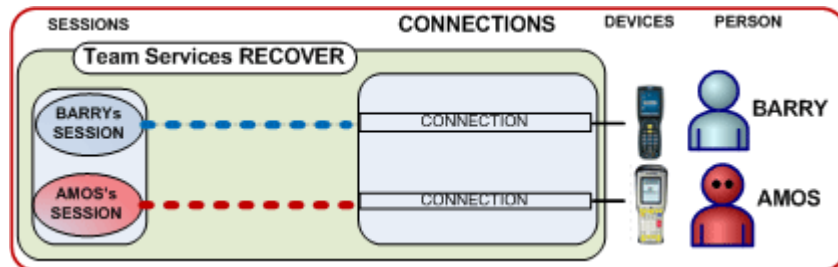 SESSIONS
CONNECTIONS
DEVICES
PERSON
Team Services RECOVER
BARRYs
SESSION
CONNECTION
BARRY
AMOS's
SESSION
CONNECTION
AMOS